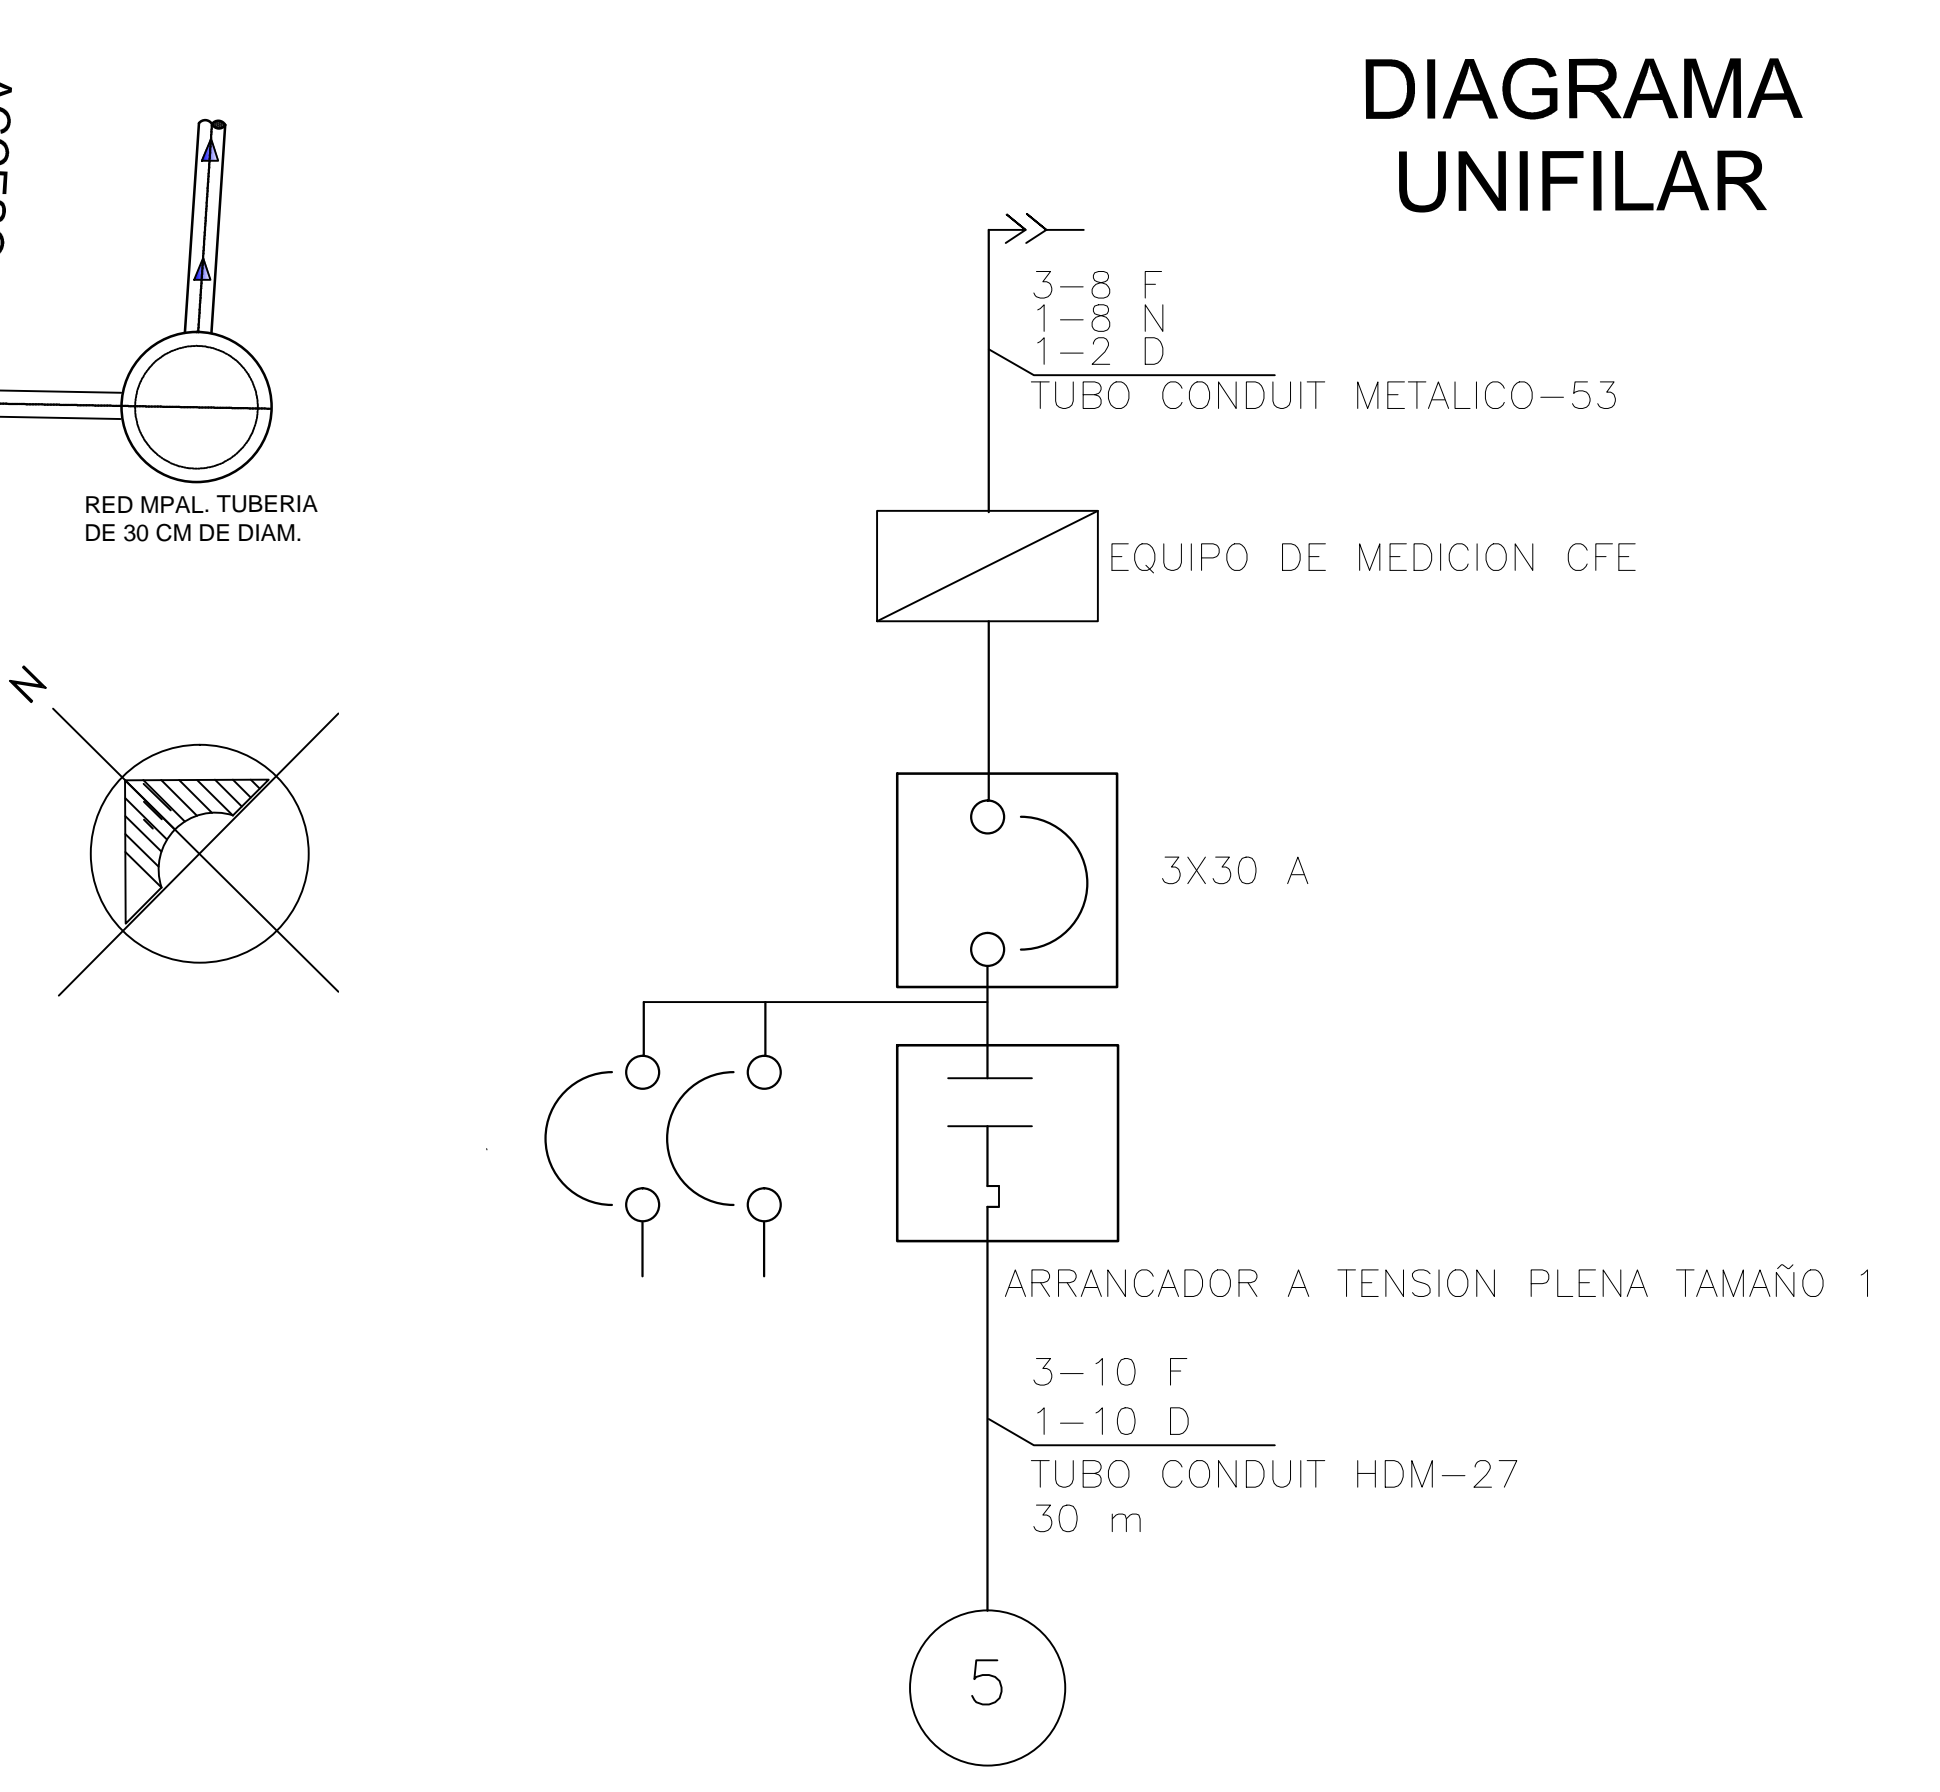 DIAGRAMA
UNIFILAR
3-8 F
1-8 N
1-2 D
TUBO CONDUIT METALICO-53
RED MPAL. TUBERIA
DE 30 CM DE DIAM.
EQUIPO DE MEDICION CFE
N
3X30 A
ARRANCADOR A TENSION PLENA TAMAÑO 1
3-10 F
1-10 D
TUBO CONDUIT HDM-27
30 m
5